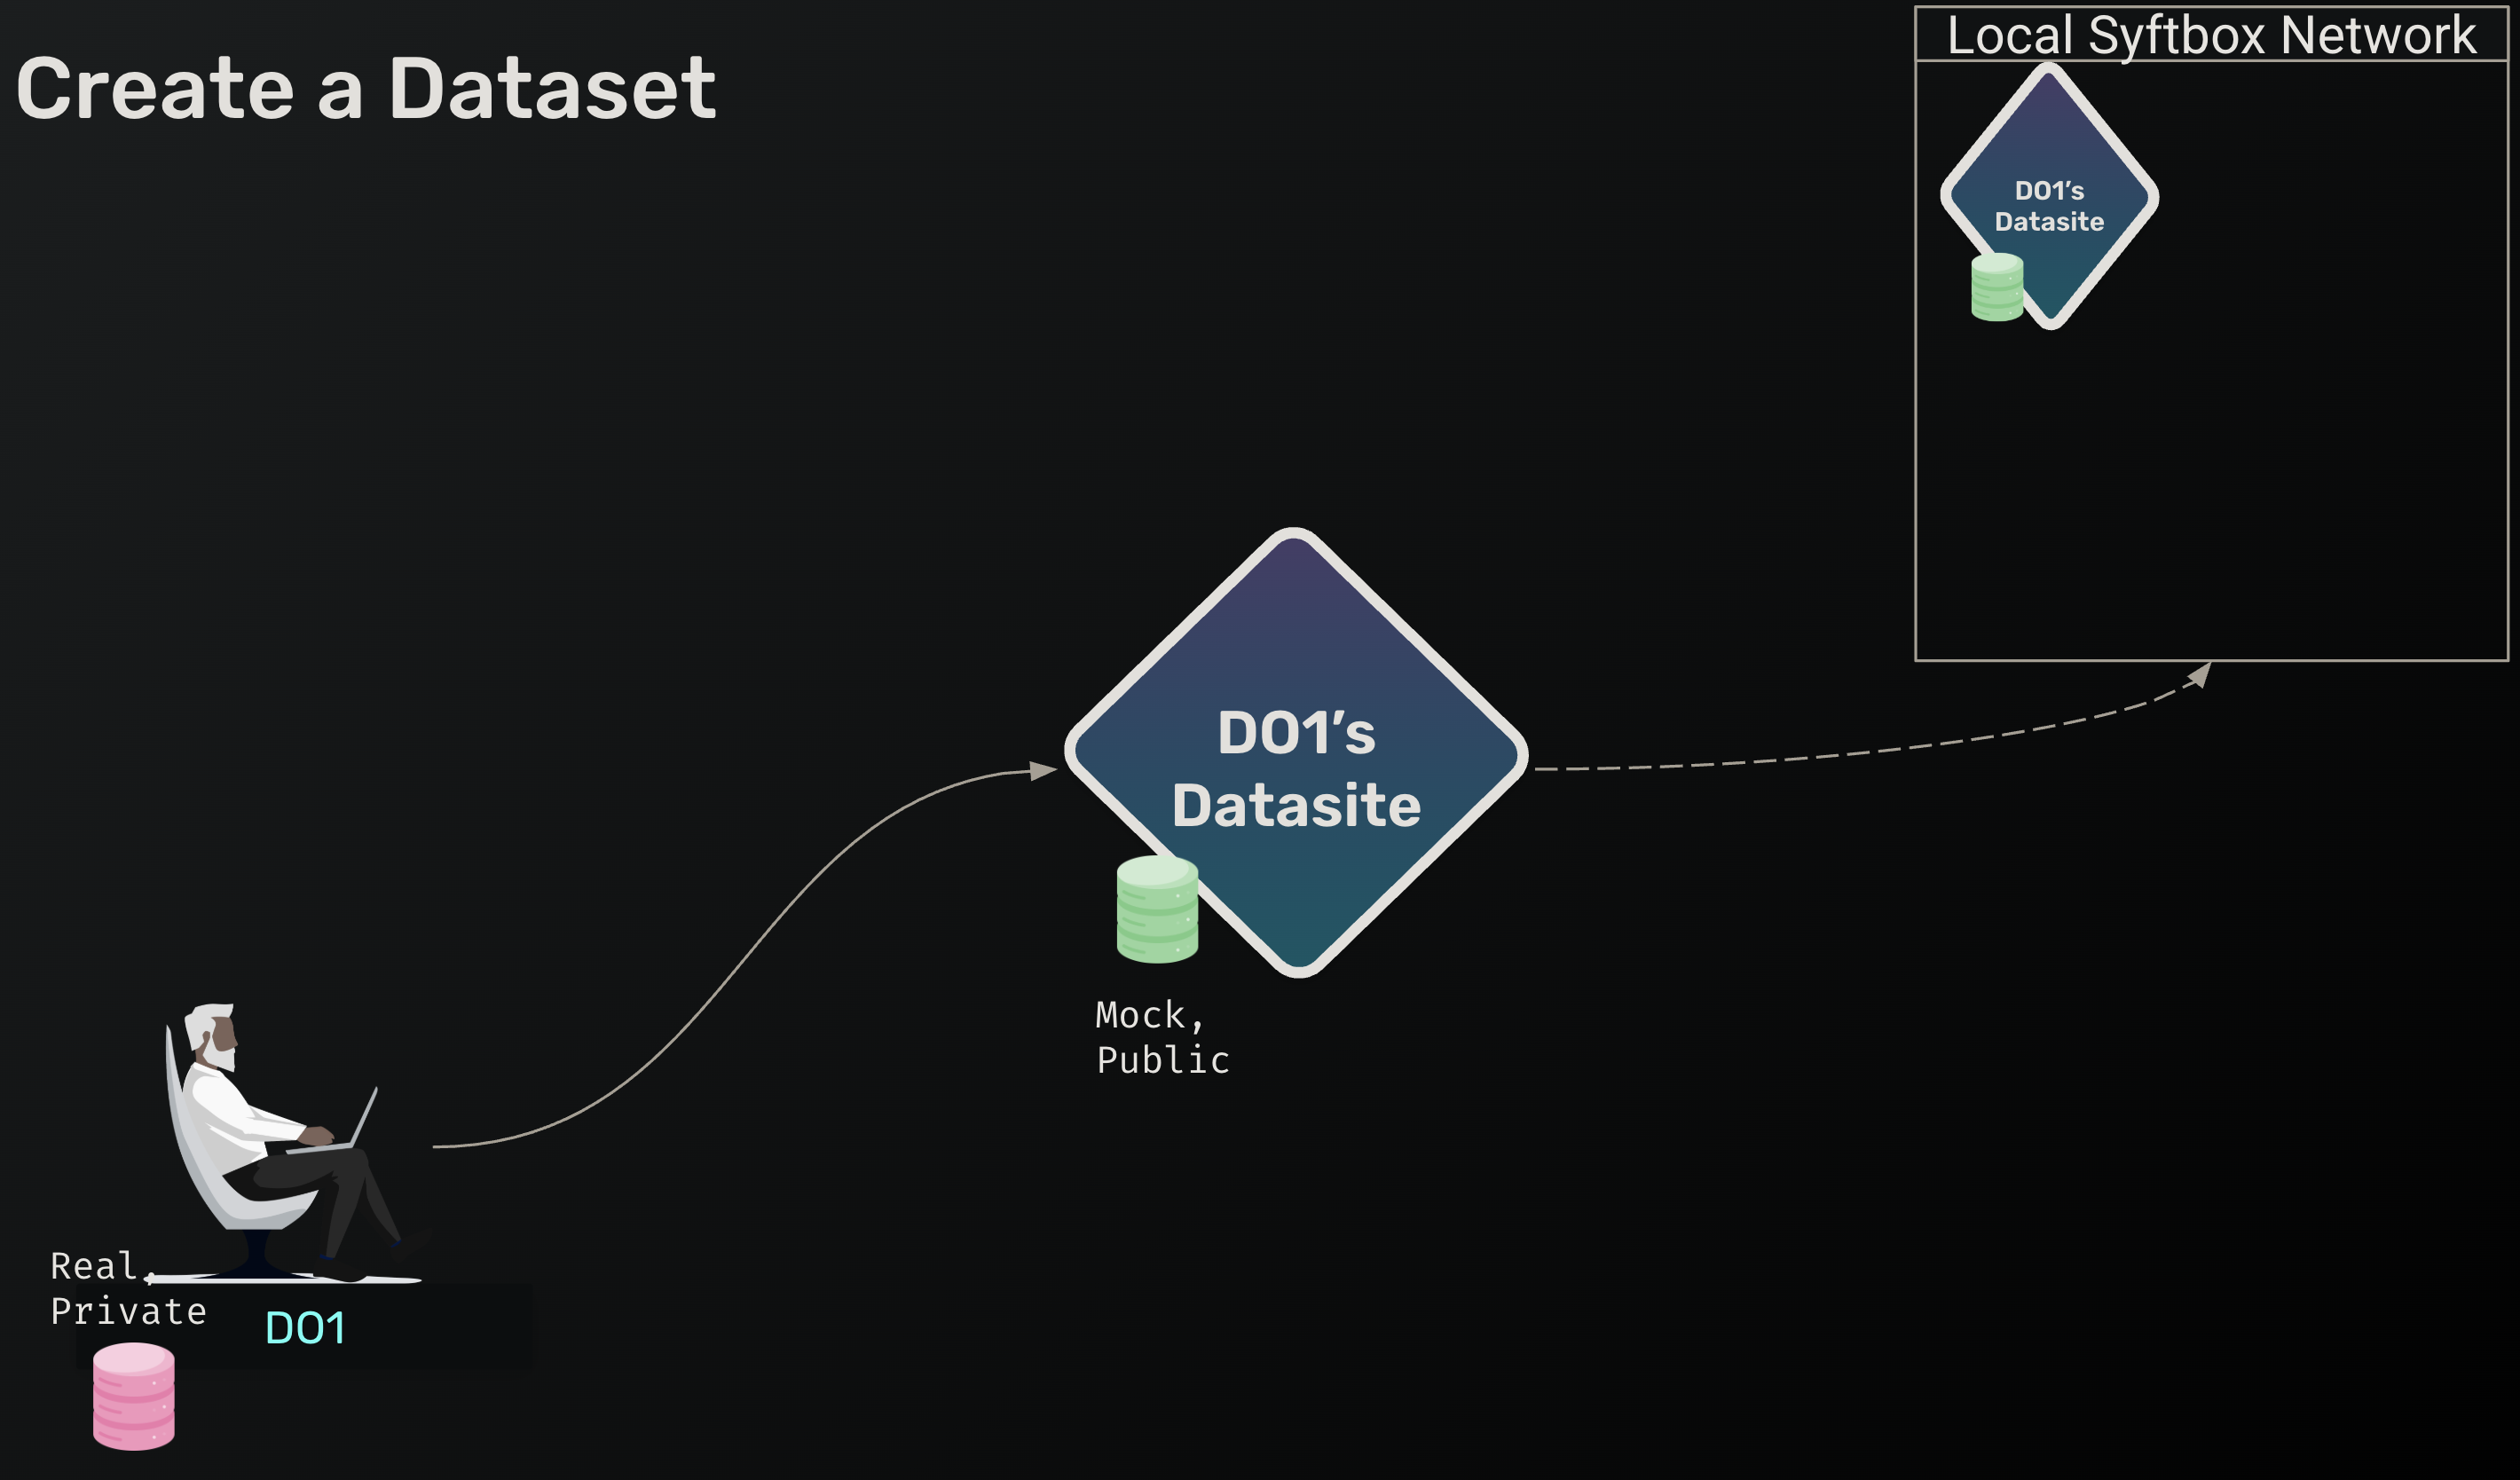 Create a Dataset
Local Syftbox Network
DO1's
Datasite
DO1's
Datasite
Mock,
Public
Real,
Private
DO1